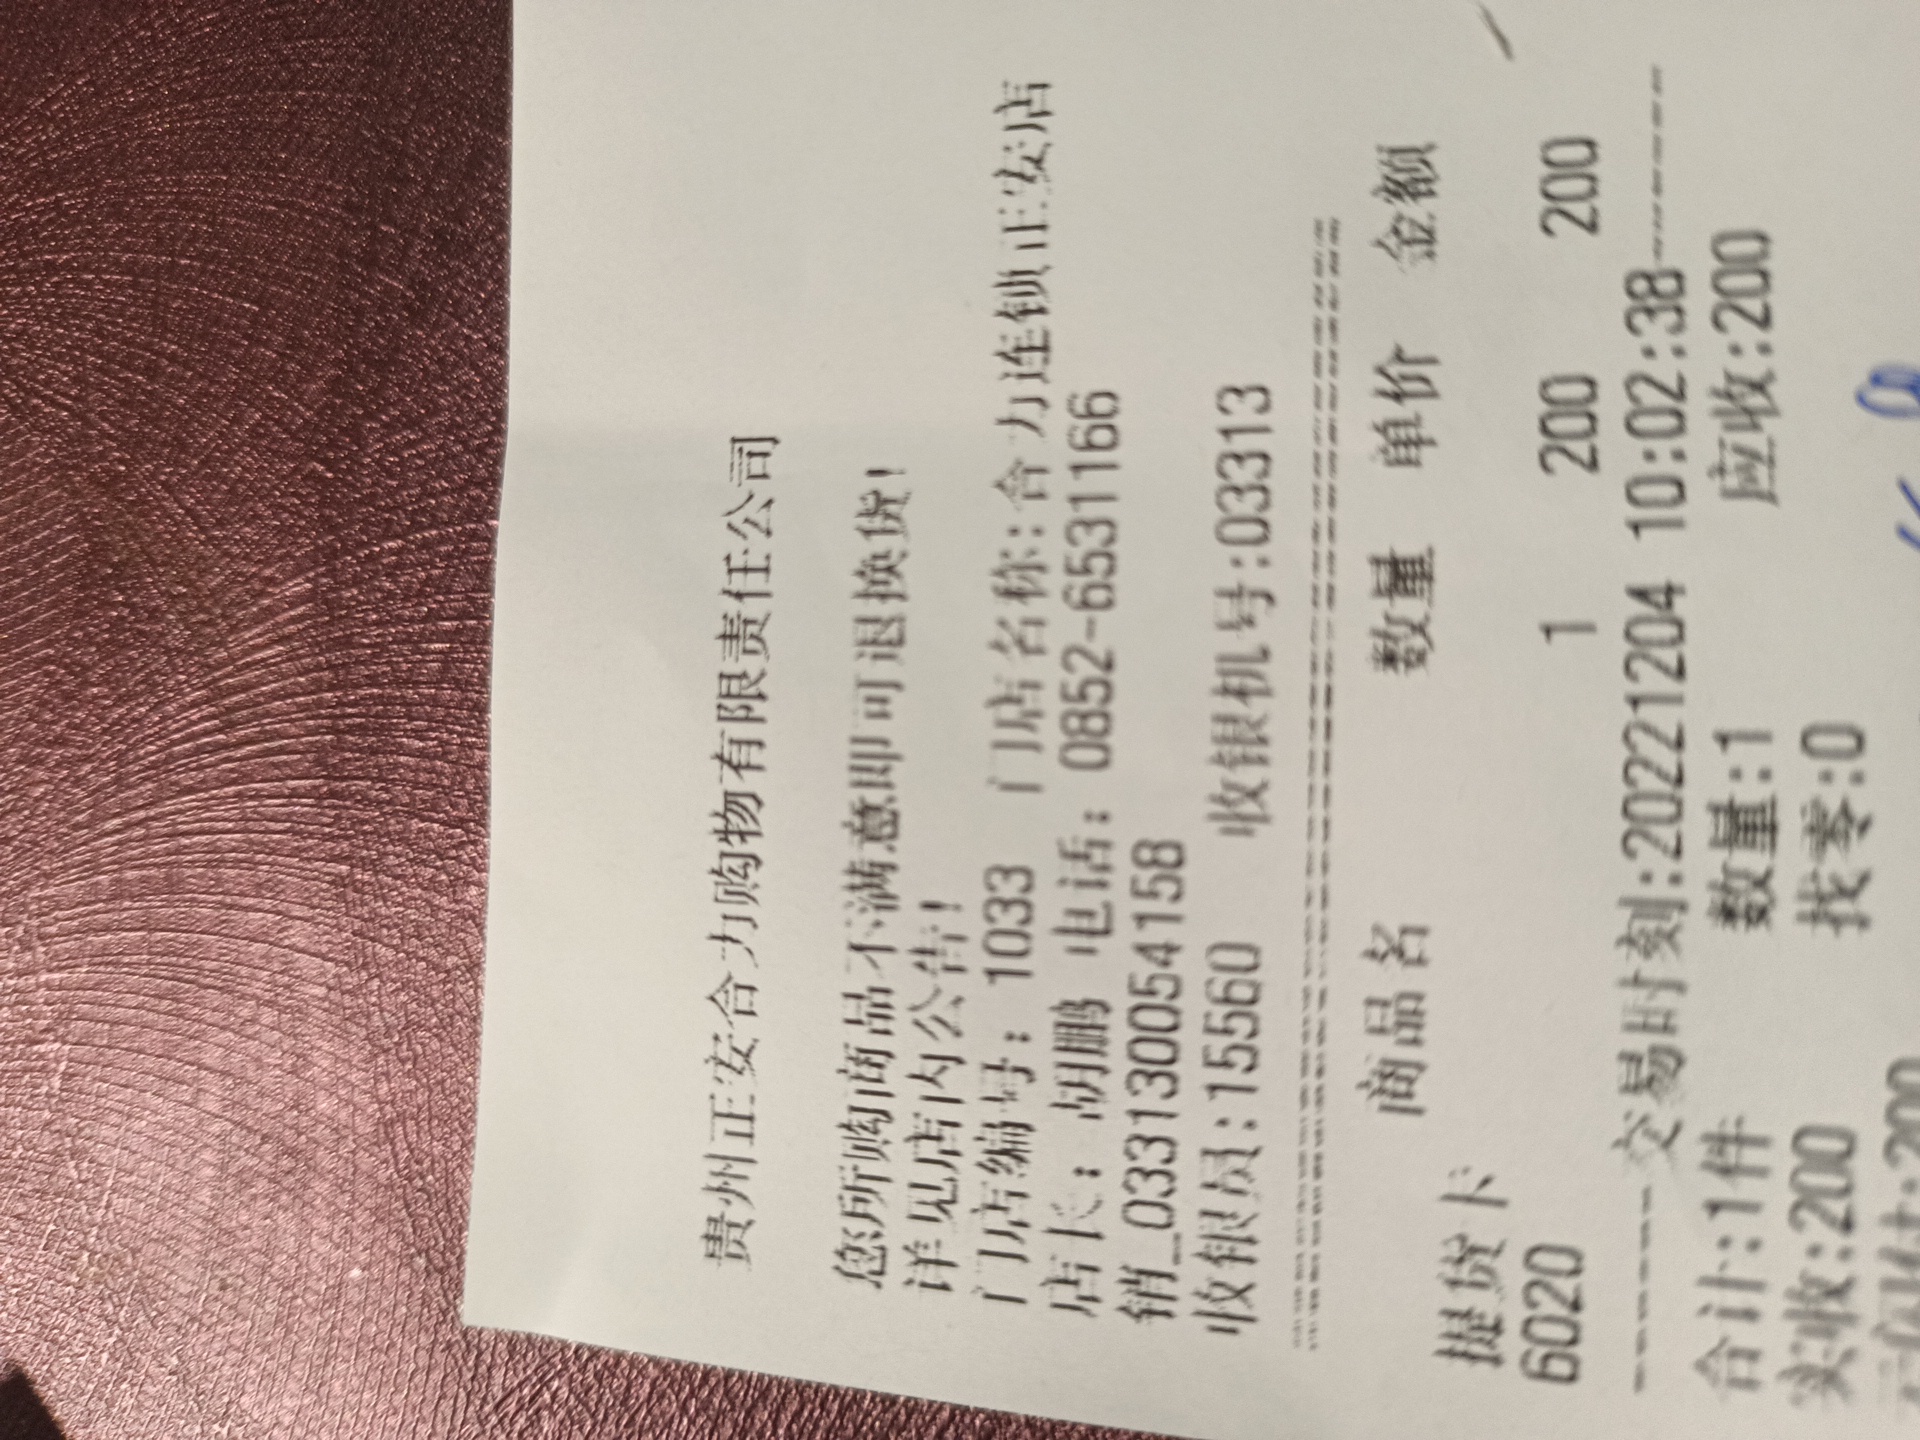 贵州正安合力购物有限责任公司
您所购商品不满意即可退换货!
详见店内公告!
门店编号: 1033 门店名称:合力连锁正安店
店长: 胡鹏 电话: 0852-6531166
销_033130054158
收银员:15560 收银机号:03313
================================
商品名 数量 单价 金额
提货卡
6020 1 200 200
------交易时刻:20221204 10:02:38------
合计:1件 数量:1 应收:200
实收:200 找零:0